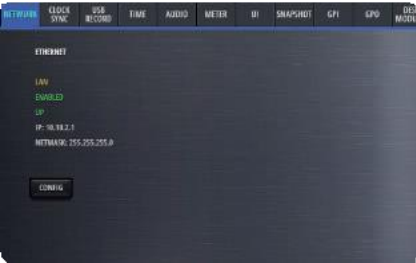 NETWORK CLOCK SYNC USB RECORD TIME AUDIO METER UI SNAPSHOT GPI GPO
ETHERNET
LAN
ENABLED
UP
IP: 10.10.2.1
NETMASK: 255.255.255.0
CONFIG